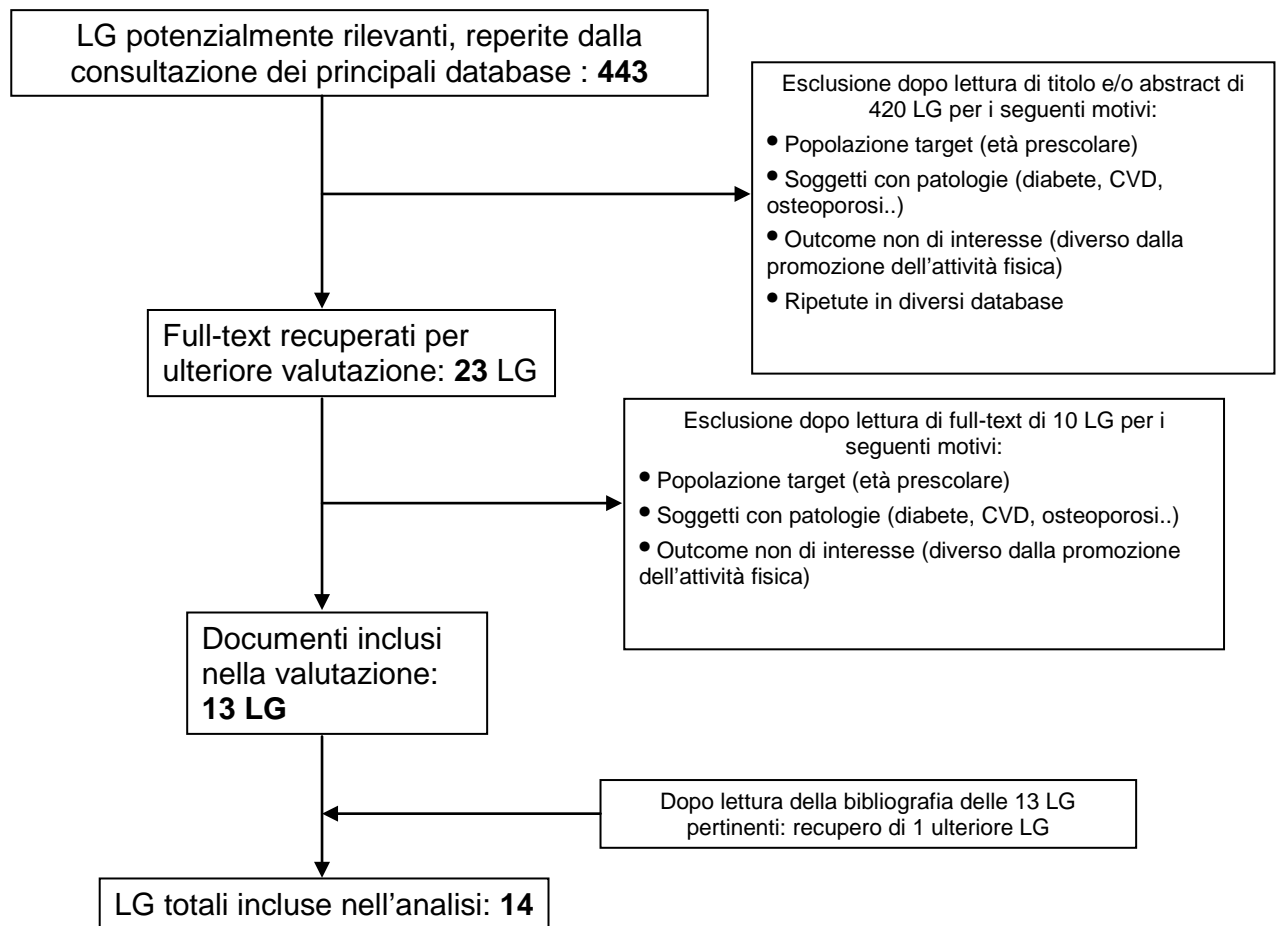 LG potenzialmente rilevanti, reperite dalla
consultazione dei principali database : 443
Esclusione dopo lettura di titolo e/o abstract di
420 LG per i seguenti motivi:
• Popolazione target (età prescolare)
• Soggetti con patologie (diabete, CVD,
osteoporosi..)
• Outcome non di interesse (diverso dalla
promozione dell’attività fisica)
• Ripetute in diversi database
Full-text recuperati per
ulteriore valutazione: 23 LG
Esclusione dopo lettura di full-text di 10 LG per i
seguenti motivi:
• Popolazione target (età prescolare)
• Soggetti con patologie (diabete, CVD, osteoporosi..)
• Outcome non di interesse (diverso dalla promozione
dell’attività fisica)
Documenti inclusi
nella valutazione:
13 LG
Dopo lettura della bibliografia delle 13 LG
pertinenti: recupero di 1 ulteriore LG
LG totali incluse nell’analisi: 14